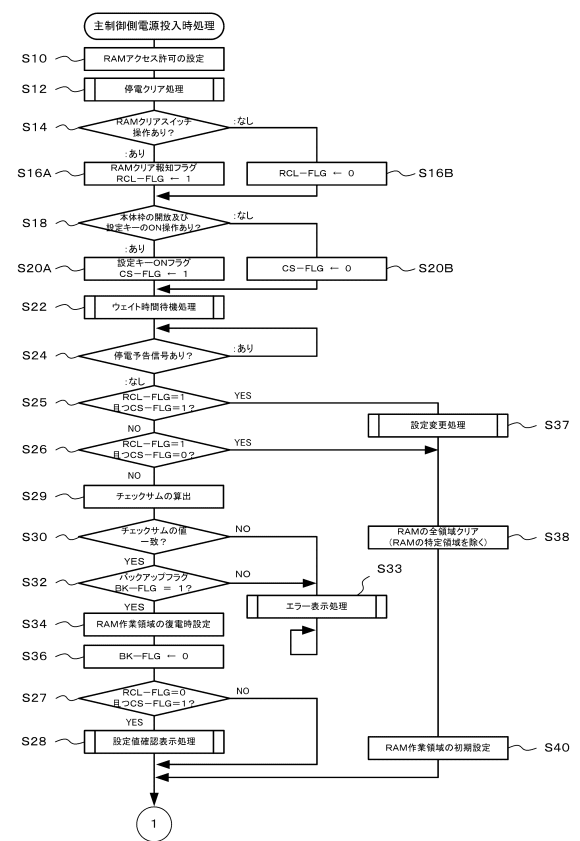 主制御側電源投入時処理
S10
RAMアクセス許可の設定
S12
停電クリア処理
S14
RAMクリアスイッチ
操作あり?
:なし
:あり
S16A
RAMクリア報知フラグ
RCL-FLG ← 1
RCL-FLG ← 0
S16B
S18
本体枠の開放及び
設定キーのON操作あり?
:なし
:あり
S20A
設定キーONフラグ
CS-FLG ← 1
CS-FLG ← 0
S20B
S22
ウェイト時間待機処理
S24
停電予告信号あり?
:あり
:なし
S25
RCL-FLG=1
且つCS-FLG=1?
YES
NO
設定変更処理
S37
S26
RCL-FLG=1
且つCS-FLG=0?
YES
NO
S29
チェックサムの算出
S30
チェックサムの値
一致?
NO
YES
RAMの全領域クリア
(RAMの特定領域を除く)
S38
S32
バックアップフラグ
BK-FLG = 1?
NO
YES
S33
エラー表示処理
S34
RAM作業領域の復電時設定
S36
BK-FLG ← 0
S27
RCL-FLG=0
且つCS-FLG=1?
NO
YES
S28
設定値確認表示処理
RAM作業領域の初期設定
S40
1